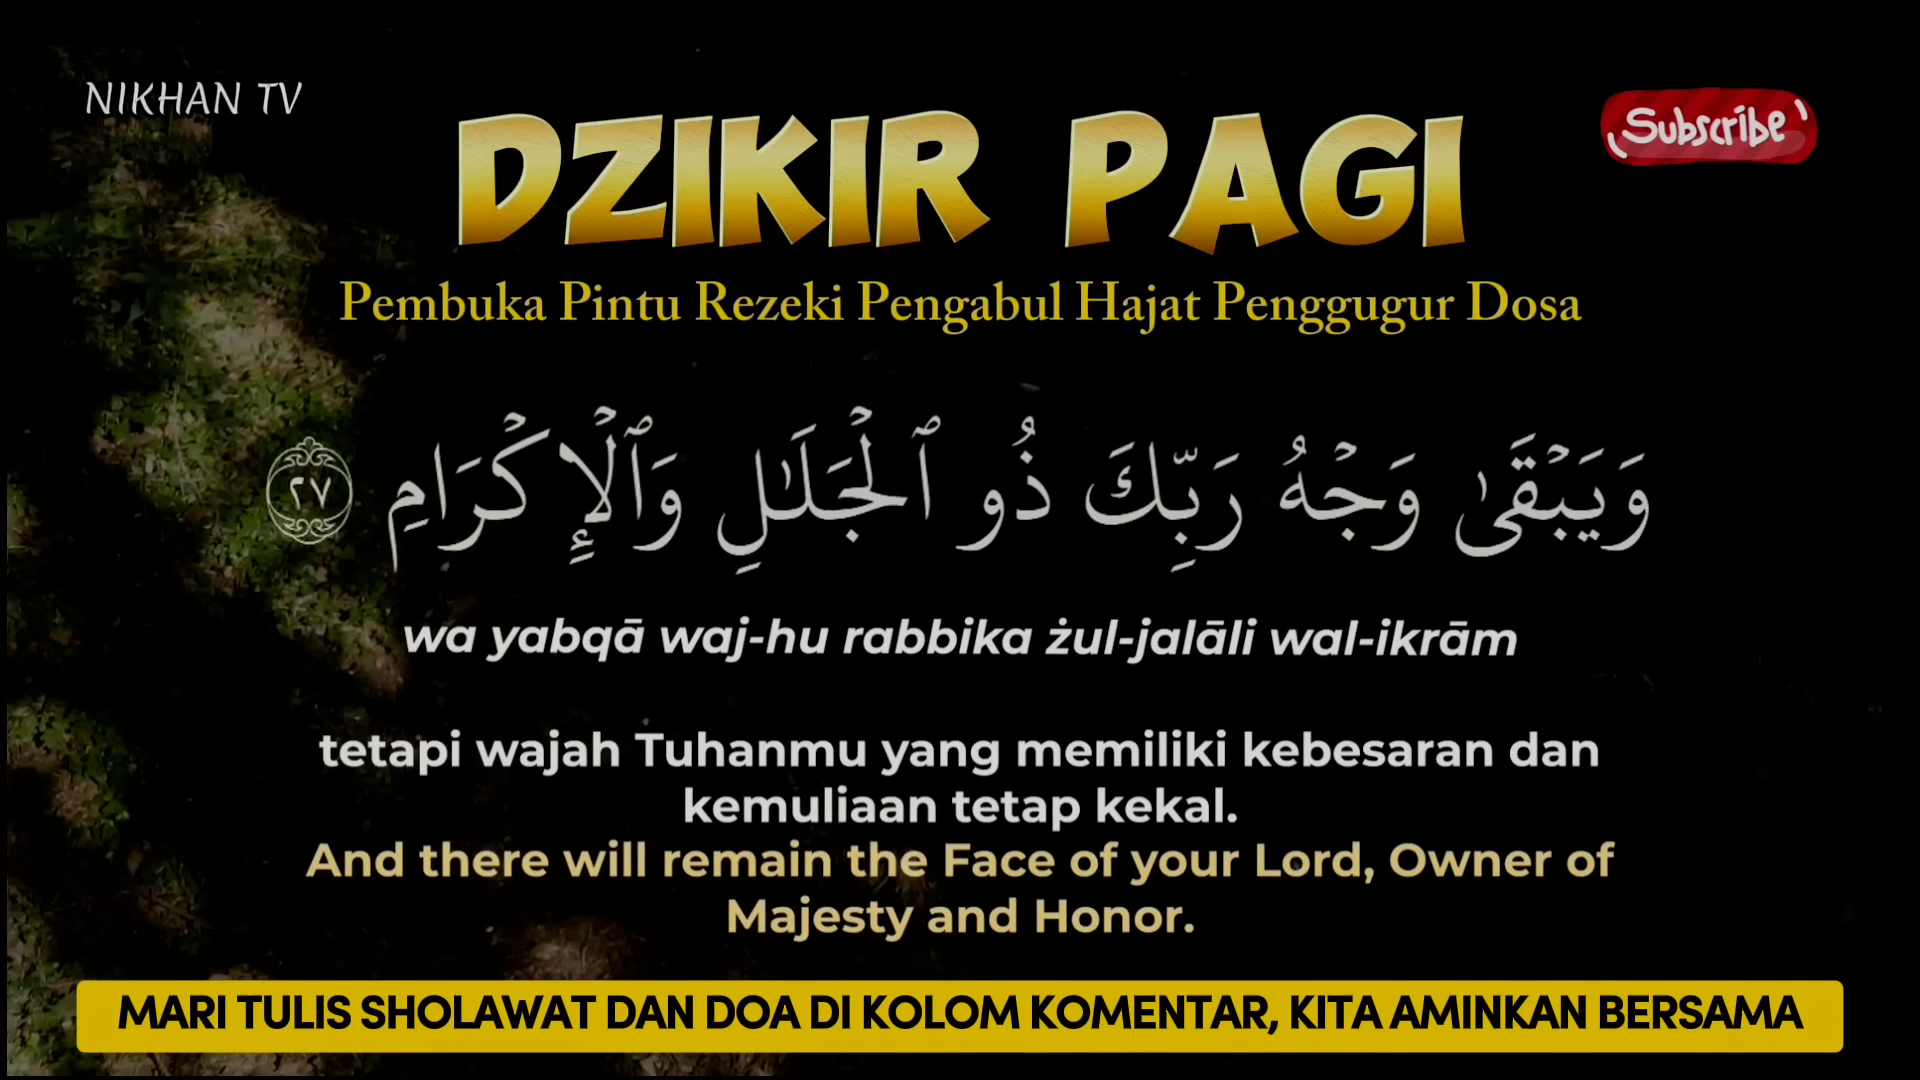 NIKHAN TV
Subscribe
DZIKIR PAGI
Pembuka Pintu Rezeki Pengabul Hajat Penggugur Dosa
وَيَبْقَىٰ وَجْهُ رَبِّكَ ذُو ٱلْجَلَـٰلِ وَٱلْإِكْرَامِ ٢٧
wa yabqā waj-hu rabbika żul-jalāli wal-ikrām
tetapi wajah Tuhanmu yang memiliki kebesaran dan
kemuliaan tetap kekal.
And there will remain the Face of your Lord, Owner of
Majesty and Honor.
MARI TULIS SHOLAWAT DAN DOA DI KOLOM KOMENTAR, KITA AMINKAN BERSAMA